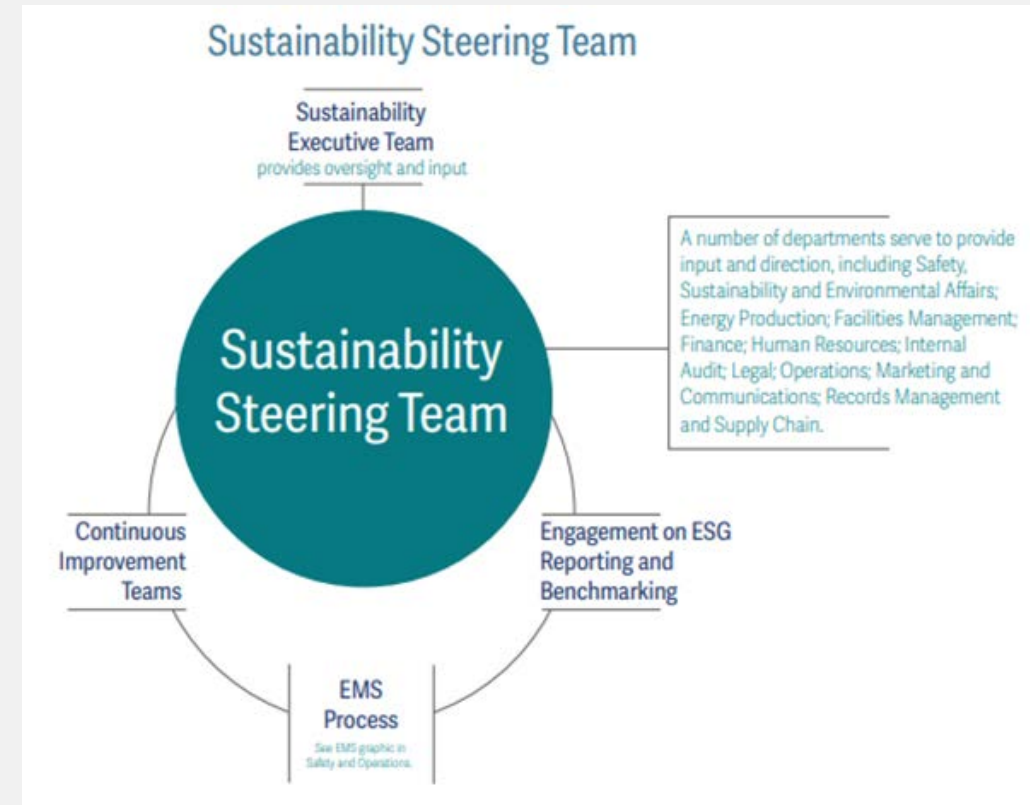 Sustainability Steering Team
Sustainability
Executive Team
provides oversight and input
A number of departments serve to provide
input and direction, including Safety,
Sustainability and Environmental Affairs;
Energy Production; Facilities Management;
Finance; Human Resources; Internal
Audit; Legal; Operations; Marketing and
Communications; Records Management
and Supply Chain.
Sustainability
Steering Team
Continuous
Improvement
Teams
Engagement on ESG
Reporting and
Benchmarking
EMS
Process
See EMS graphic in
Safety and Operations.